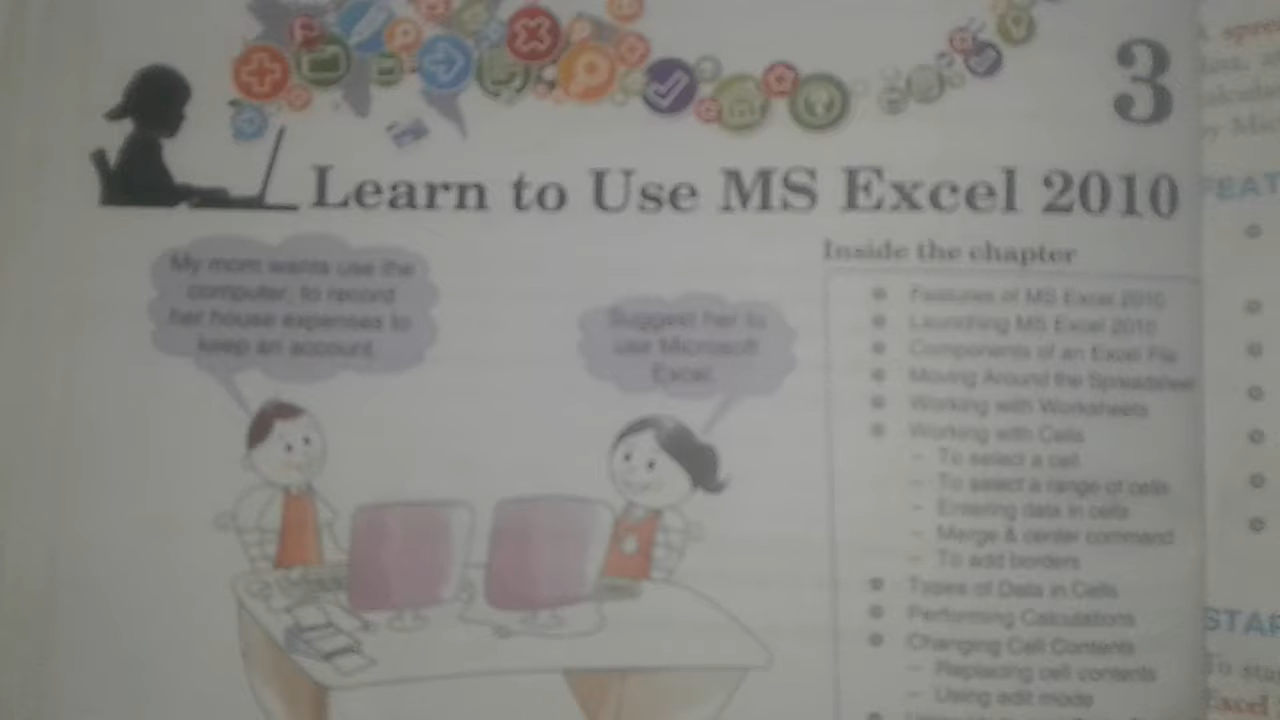 3
Learn to Use MS Excel 2010
My mom wants use the
computer, to record
her house expenses to
keep an account.
Suggest her to
use Microsoft
Excel.
Inside the chapter
Features of MS Excel 2010
Launching MS Excel 2010
Components of an Excel File
Moving Around the Spreadsheet
Working with Worksheets
Working with Cells
– To select a cell
– To select a range of cells
– Entering data in cells
– Merge & center command
– To add borders
Types of Data in Cells
Performing Calculations
Changing Cell Contents
– Replacing cell contents
– Using edit mode